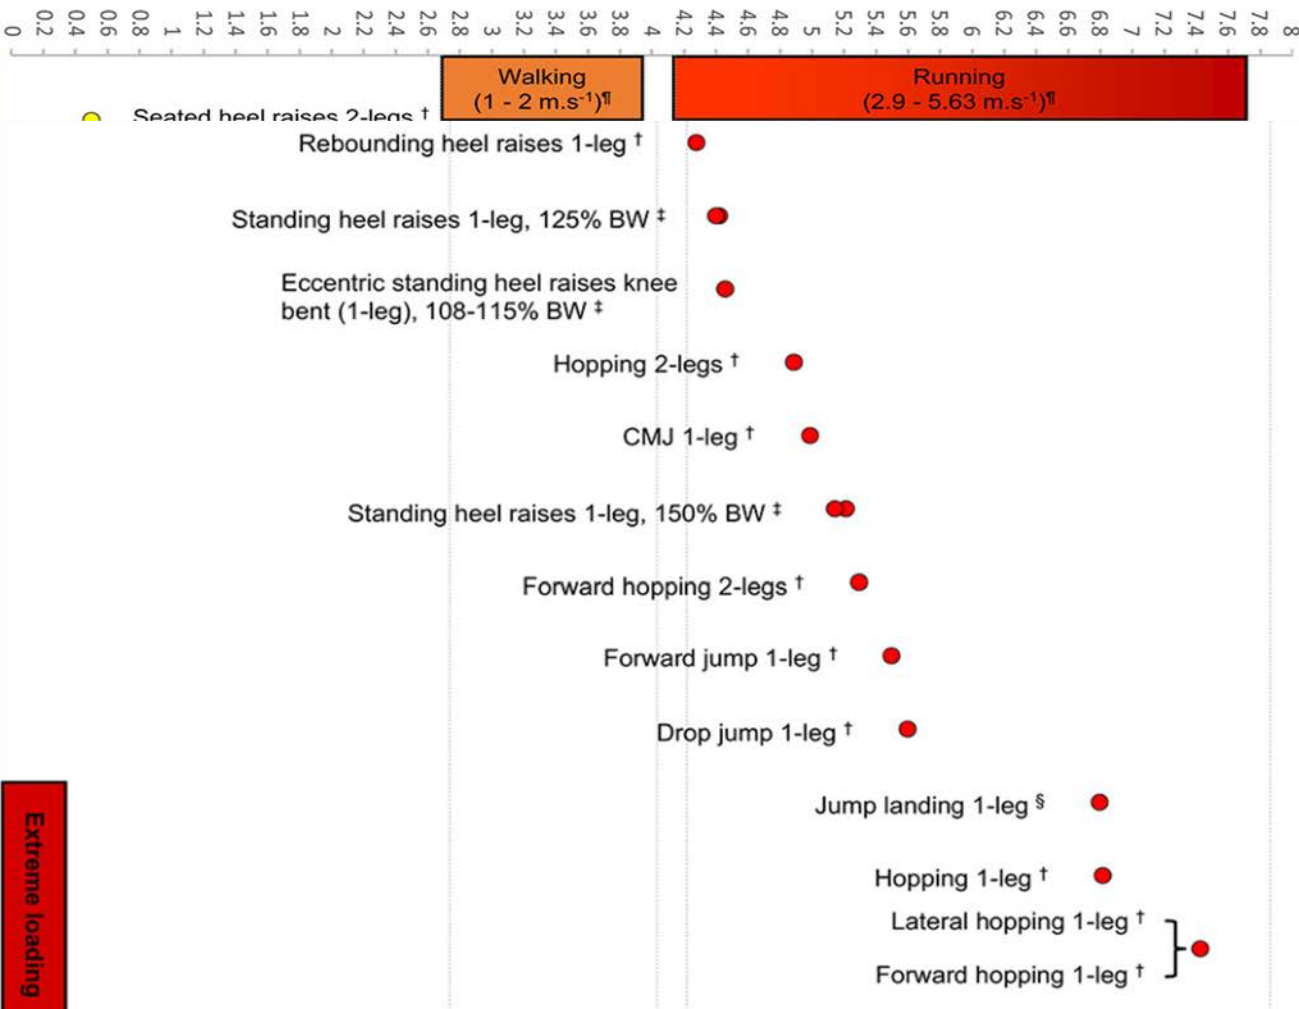 0 0.2 0.4 0.6 0.8 1 1.2 1.4 1.6 1.8 2 2.2 2.4 2.6 2.8 3 3.2 3.4 3.6 3.8 4 4.2 4.4 4.6 4.8 5 5.2 5.4 5.6 5.8 6 6.2 6.4 6.6 6.8 7 7.2 7.4 7.6 7.8 8
Walking
(1 - 2 m.s⁻¹)¶
Running
(2.9 - 5.63 m.s⁻¹)¶
Seated heel raises 2-legs †
Rebounding heel raises 1-leg †
Standing heel raises 1-leg, 125% BW ‡
Eccentric standing heel raises knee
bent (1-leg), 108-115% BW ‡
Hopping 2-legs †
CMJ 1-leg †
Standing heel raises 1-leg, 150% BW ‡
Forward hopping 2-legs †
Forward jump 1-leg †
Drop jump 1-leg †
Jump landing 1-leg §
Hopping 1-leg †
Lateral hopping 1-leg †
Forward hopping 1-leg †
Extreme loading